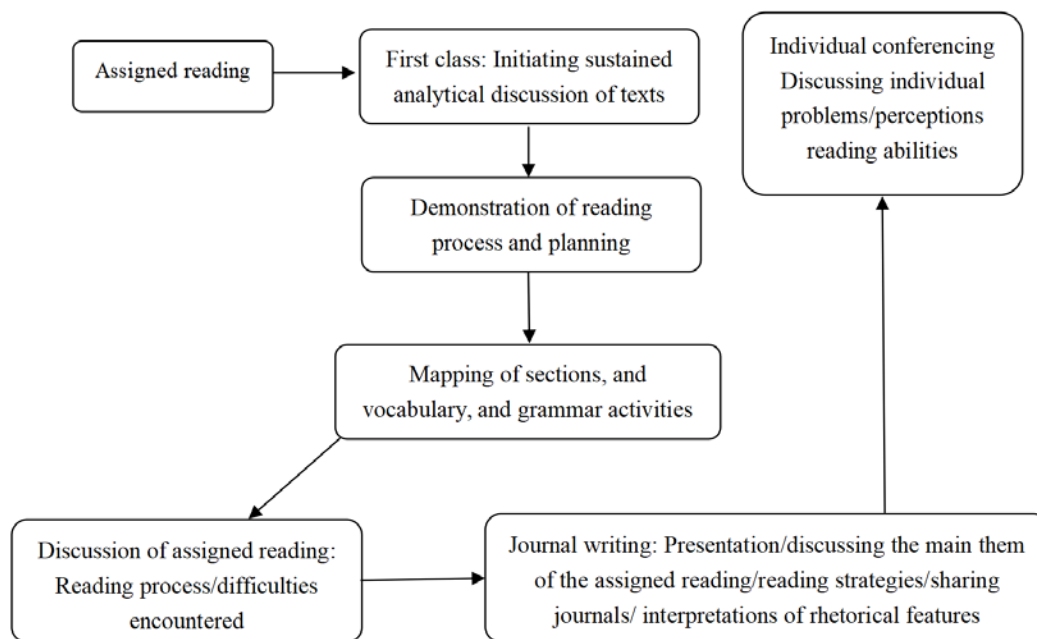 Assigned reading
First class: Initiating sustained
analytical discussion of texts
Demonstration of reading
process and planning
Mapping of sections, and
vocabulary, and grammar activities
Discussion of assigned reading:
Reading process/difficulties
encountered
Journal writing: Presentation/discussing the main them
of the assigned reading/reading strategies/sharing
journals/ interpretations of rhetorical features
Individual conferencing
Discussing individual
problems/perceptions
reading abilities